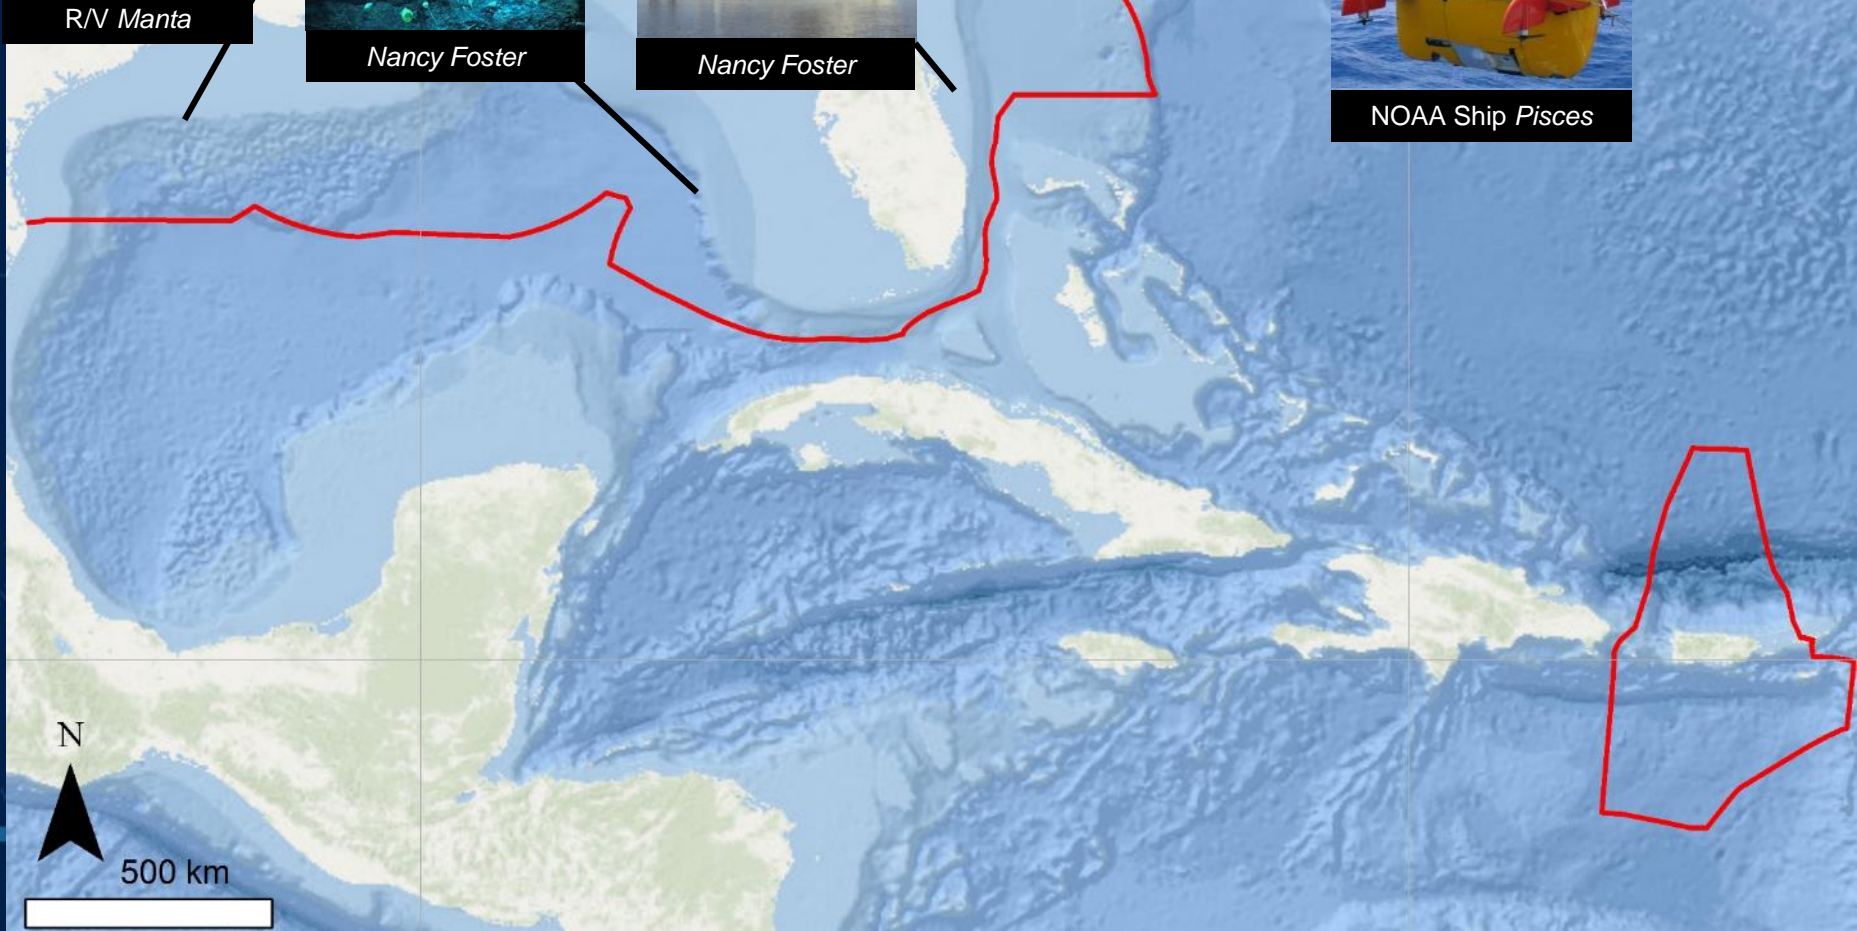 R/V Manta
Nancy Foster
Nancy Foster
NOAA Ship Pisces
N
500 km